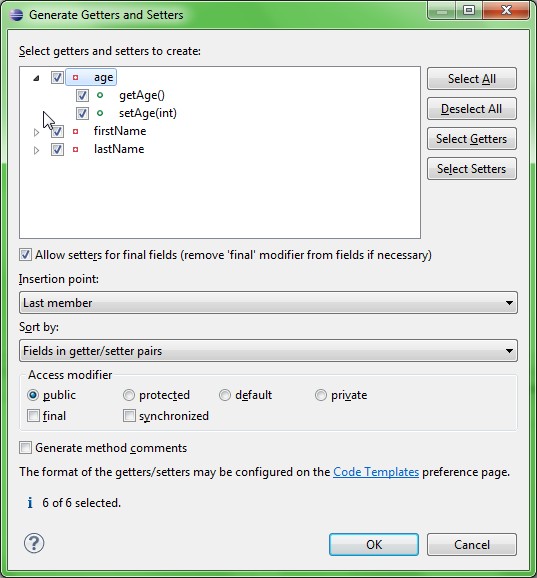 Generate Getters and Setters
Select getters and setters to create:
age
getAge()
setAge(int)
firstName
lastName
Select All
Deselect All
Select Getters
Select Setters
Allow setters for final fields (remove 'final' modifier from fields if necessary)
Insertion point:
Last member
Sort by:
Fields in getter/setter pairs
Access modifier
public protected default private
final synchronized
Generate method comments
The format of the getters/setters may be configured on the Code Templates preference page.
i 6 of 6 selected.
? OK Cancel